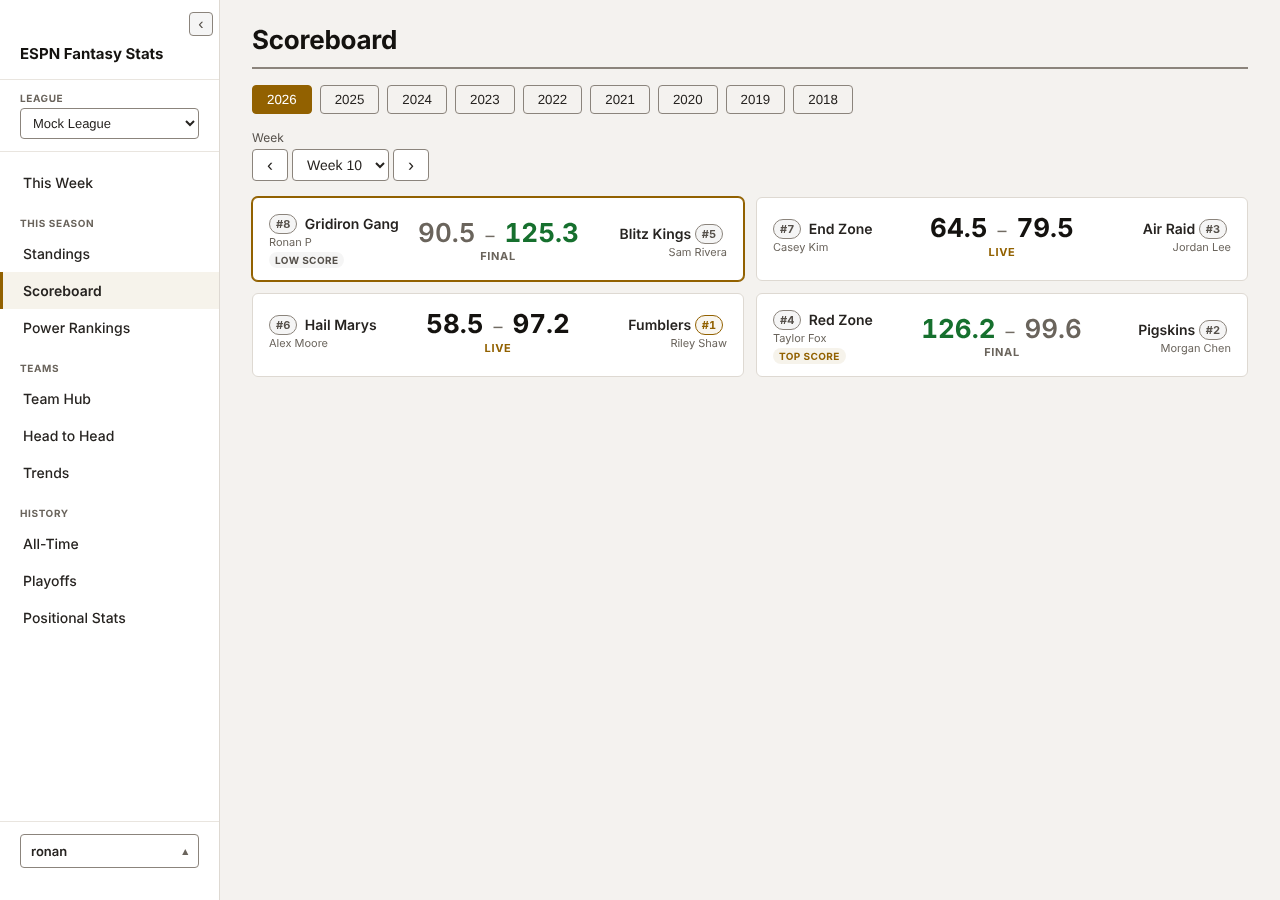 ‹
ESPN Fantasy Stats
LEAGUE
Mock League
This Week
THIS SEASON
Standings
Scoreboard
Power Rankings
TEAMS
Team Hub
Head to Head
Trends
HISTORY
All-Time
Playoffs
Positional Stats
ronan ▲
Scoreboard
2026 2025 2024 2023 2022 2021 2020 2019 2018
Week
‹ Week 10 ›
#8 Gridiron Gang
Ronan P
LOW SCORE
90.5 – 125.3
FINAL
Blitz Kings #5
Sam Rivera
#7 End Zone
Casey Kim
64.5 – 79.5
LIVE
Air Raid #3
Jordan Lee
#6 Hail Marys
Alex Moore
58.5 – 97.2
LIVE
Fumblers #1
Riley Shaw
#4 Red Zone
Taylor Fox
TOP SCORE
126.2 – 99.6
FINAL
Pigskins #2
Morgan Chen